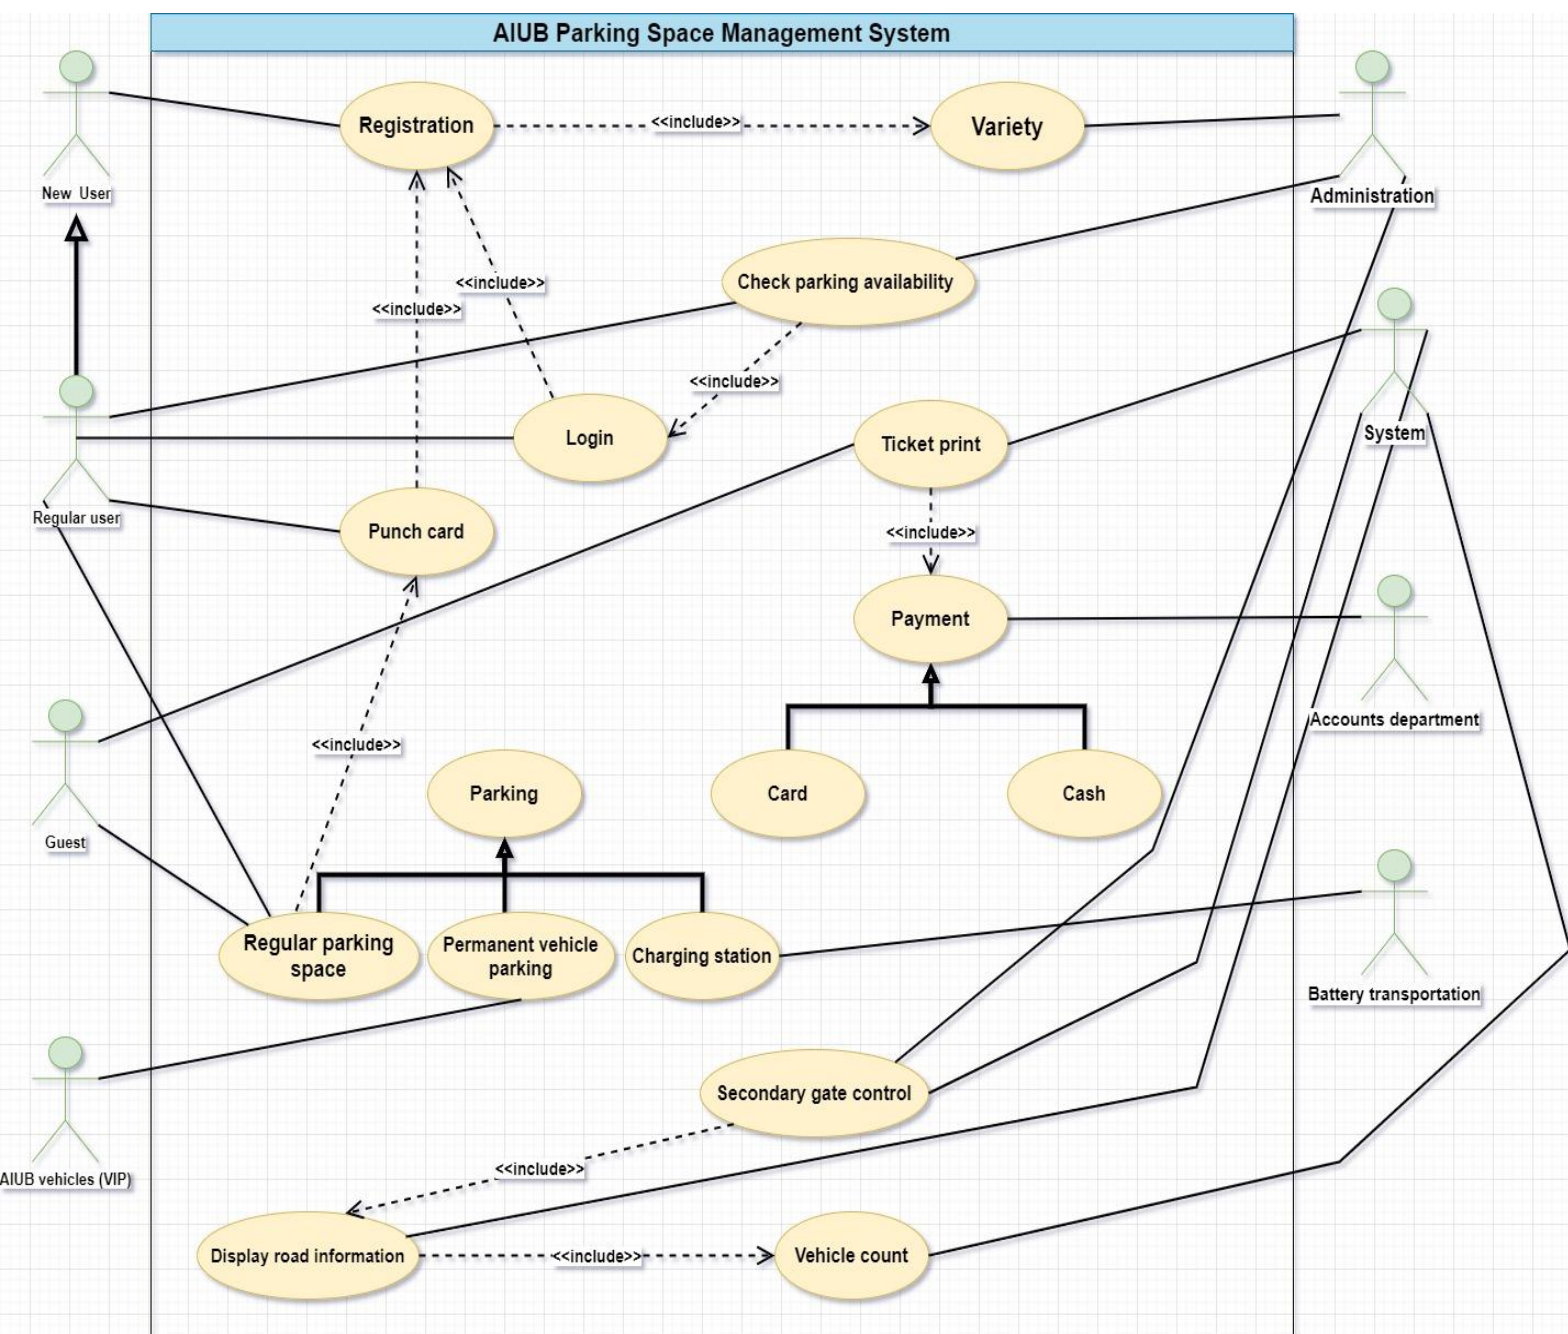 AIUB Parking Space Management System
New User
Registration
<<include>>
Variety
Administration
<<include>>
<<include>>
Check parking availability
<<include>>
Regular user
Login
Ticket print
System
Punch card
<<include>>
Payment
Accounts department
<<include>>
Guest
Parking
Card
Cash
Regular parking
space
Permanent vehicle
parking
Charging station
Battery transportation
AIUB vehicles (VIP)
Secondary gate control
<<include>>
Display road information
<<include>>
Vehicle count